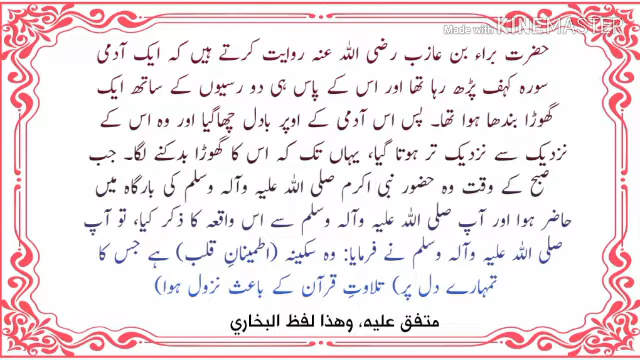 Made with KINEMASTER
حضرت براء بن عازب رضی اللہ عنہ روایت کرتے ہیں کہ ایک آدمی
سورہ کہف پڑھ رہا تھا اور اس کے پاس ہی دو رسیوں کے ساتھ ایک
گھوڑا بندھا ہوا تھا۔ پس اس آدمی کے اوپر بادل چھا گیا اور وہ اس کے
نزدیک سے نزدیک تر ہوتا گیا، یہاں تک کہ اس کا گھوڑا بدکنے لگا۔ جب
صبح کے وقت وہ حضور نبی اکرم صلی اللہ علیہ وآلہ وسلم کی بارگاہ میں
حاضر ہوا اور آپ صلی اللہ علیہ وآلہ وسلم سے اس واقعہ کا ذکر کیا، تو آپ
صلی اللہ علیہ وآلہ وسلم نے فرمایا: وہ سکینہ (اطمینانِ قلب) ہے جس کا
تمہارے دل پر) تلاوتِ قرآن کے باعث نزول ہوا)
متفق عليه، وهذا لفظ البخاري